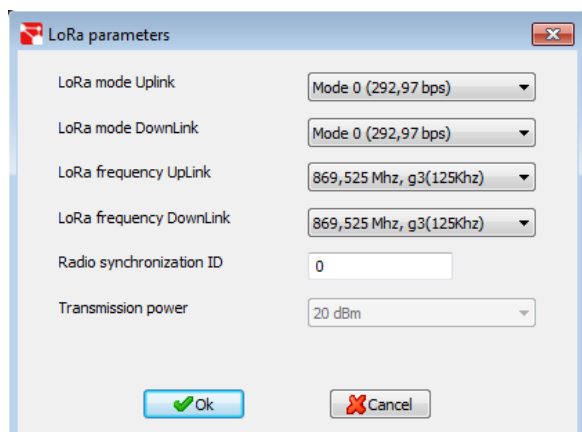 LoRa parameters
LoRa mode Uplink Mode 0 (292,97 bps)
LoRa mode DownLink Mode 0 (292,97 bps)
LoRa frequency UpLink 869,525 Mhz, g3(125Khz)
LoRa frequency DownLink 869,525 Mhz, g3(125Khz)
Radio synchronization ID 0
Transmission power 20 dBm
Ok Cancel